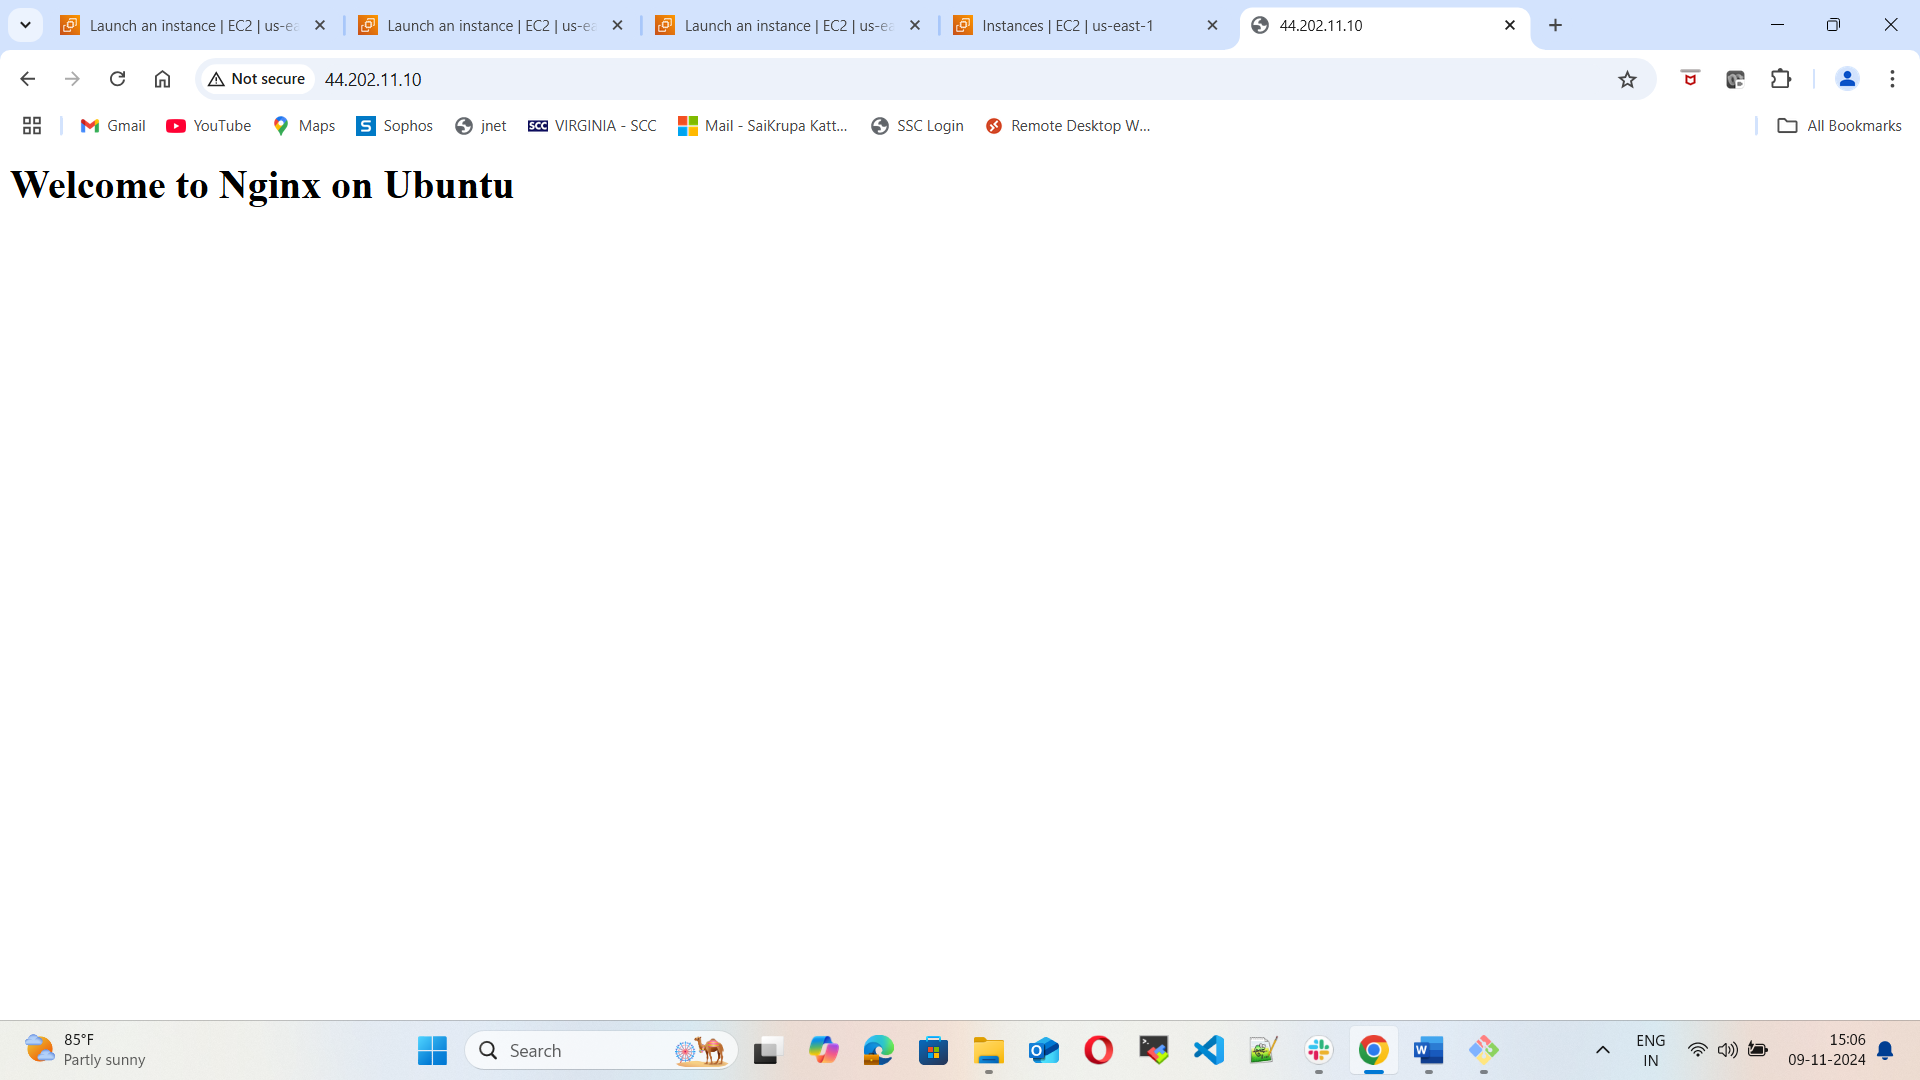 Launch an instance | EC2 | us-ea
Launch an instance | EC2 | us-ea
Launch an instance | EC2 | us-ea
Instances | EC2 | us-east-1
44.202.11.10
Not secure
44.202.11.10
Gmail
YouTube
Maps
S Sophos
jnet
SCC VIRGINIA - SCC
Mail - SaiKrupa Katt...
SSC Login
Remote Desktop W...
All Bookmarks
Welcome to Nginx on Ubuntu
85°F
Partly sunny
Search
ENG
IN
15:06
09-11-2024